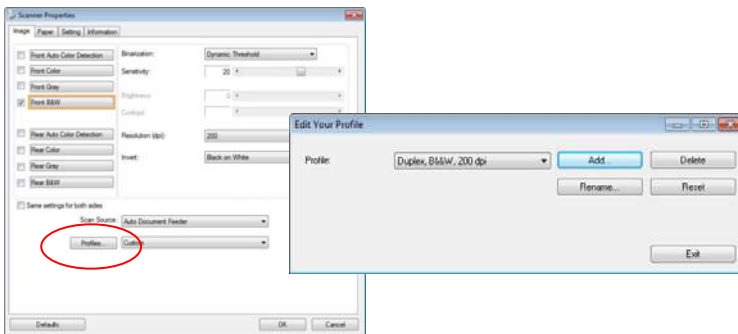 Scanner Properties
Image Paper Setting Information
Front Auto Color Detection
Front Color
Front Gray
Front B&W
Rear Auto Color Detection
Rear Color
Rear Gray
Rear B&W
Binarization: Dynamic Threshold
Sensitivity: 20
Brightness: 0
Contrast:
Resolution (dpi): 200
Invert: Black on White
Same settings for both sides
Scan Source: Auto Document Feeder
Profiles... Custom
Defaults OK Cancel
Edit Your Profile
Profile: Duplex, B&W, 200 dpi Add... Delete
Rename... Reset
Exit